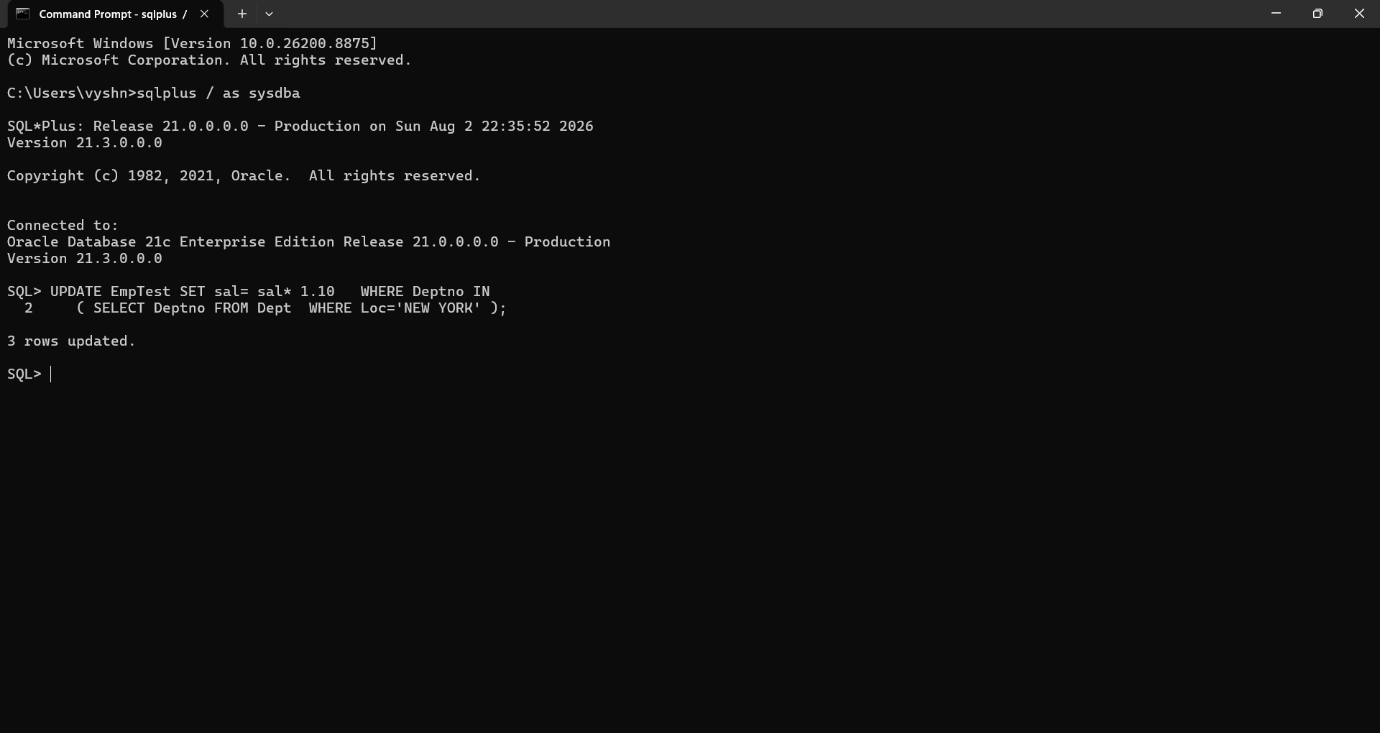 Command Prompt - sqlplus /
Microsoft Windows [Version 10.0.26200.8875]
(c) Microsoft Corporation. All rights reserved.
C:\Users\vyshn>sqlplus / as sysdba
SQL*Plus: Release 21.0.0.0.0 - Production on Sun Aug 2 22:35:52 2026
Version 21.3.0.0.0
Copyright (c) 1982, 2021, Oracle.  All rights reserved.
Connected to:
Oracle Database 21c Enterprise Edition Release 21.0.0.0.0 - Production
Version 21.3.0.0.0
SQL> UPDATE EmpTest SET sal= sal* 1.10   WHERE Deptno IN
  2     ( SELECT Deptno FROM Dept  WHERE Loc='NEW YORK' );
3 rows updated.
SQL>